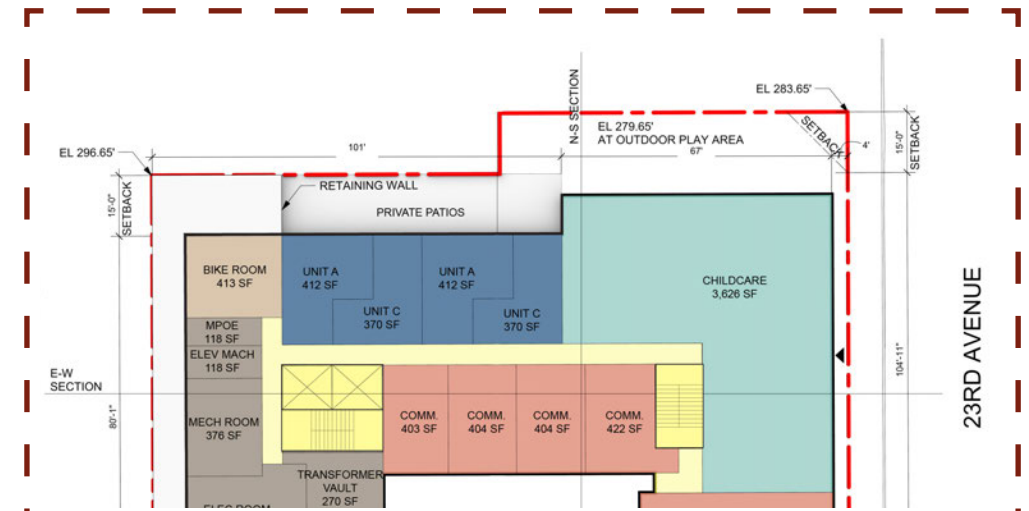 EL 283.65'
N-S SECTION
EL 279.65'
AT OUTDOOR PLAY AREA
SETBACK
4'
15'-0"
SETBACK
EL 296.65'
101'
67'
RETAINING WALL
15'-0"
SETBACK
PRIVATE PATIOS
BIKE ROOM
413 SF
UNIT A
412 SF
UNIT A
412 SF
UNIT C
370 SF
UNIT C
370 SF
CHILDCARE
3,626 SF
MPOE
118 SF
ELEV MACH
118 SF
E-W
SECTION
104'-11"
23RD AVENUE
80'-1"
MECH ROOM
376 SF
COMM.
403 SF
COMM.
404 SF
COMM.
404 SF
COMM.
422 SF
TRANSFORMER
VAULT
270 SF
ELEC ROOM